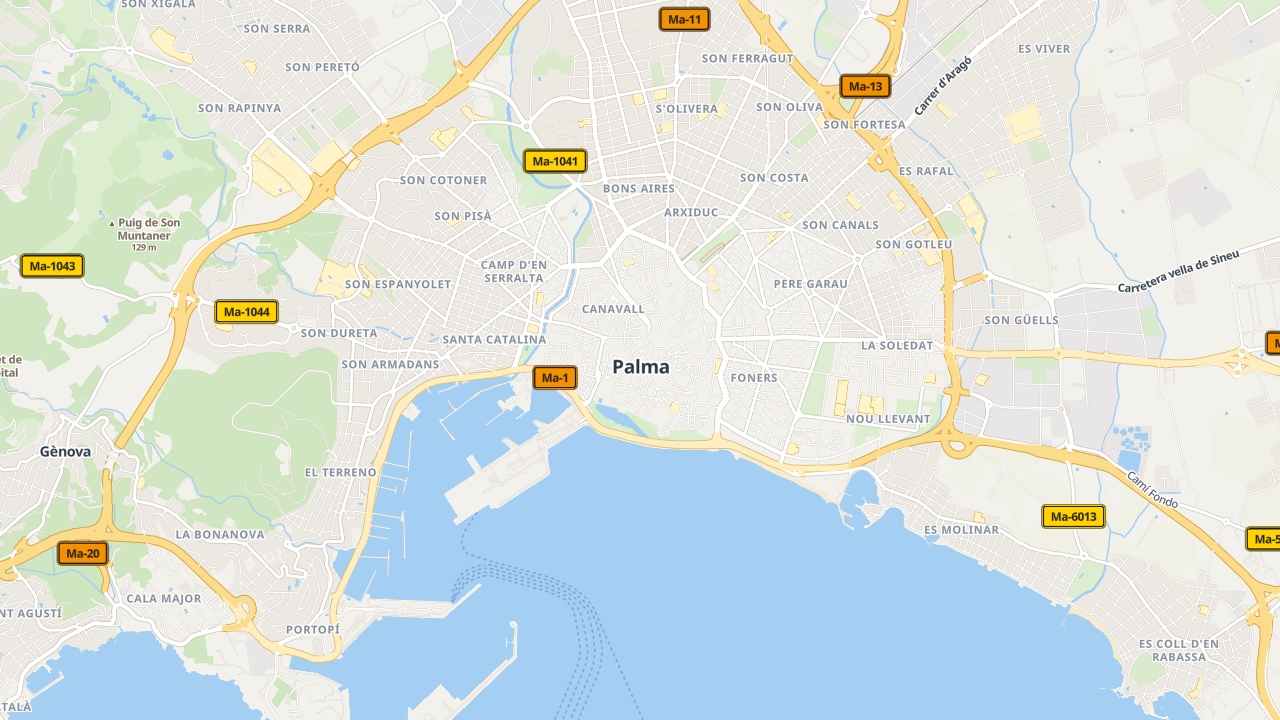 SON XIGALA
SON SERRA
Ma-11
ES VIVER
SON PERETÓ
SON FERRAGUT
Ma-13
Carrer d'Aragó
SON RAPINYA
S'OLIVERA
SON OLIVA
SON FORTESA
Ma-1041
SON COTONER
BONS AIRES
SON COSTA
ES RAFAL
▲ Puig de Son
Muntaner
129 m
SON PISÀ
ARXIDUC
SON CANALS
SON GOTLEU
Ma-1043
CAMP D'EN
SERRALTA
Carretera vella de Sineu
SON ESPANYOLET
PERE GARAU
Ma-1044
CANAVALL
SON GÜELLS
SON DURETA
SANTA CATALINA
LA SOLEDAT
SON ARMADANS
Palma
Ma-1
FONERS
NOU LLEVANT
Gènova
EL TERRENO
Camí Fondo
Ma-6013
LA BONANOVA
ES MOLINAR
Ma-20
CALA MAJOR
PORTOPÍ
ES COLL D'EN
RABASSA